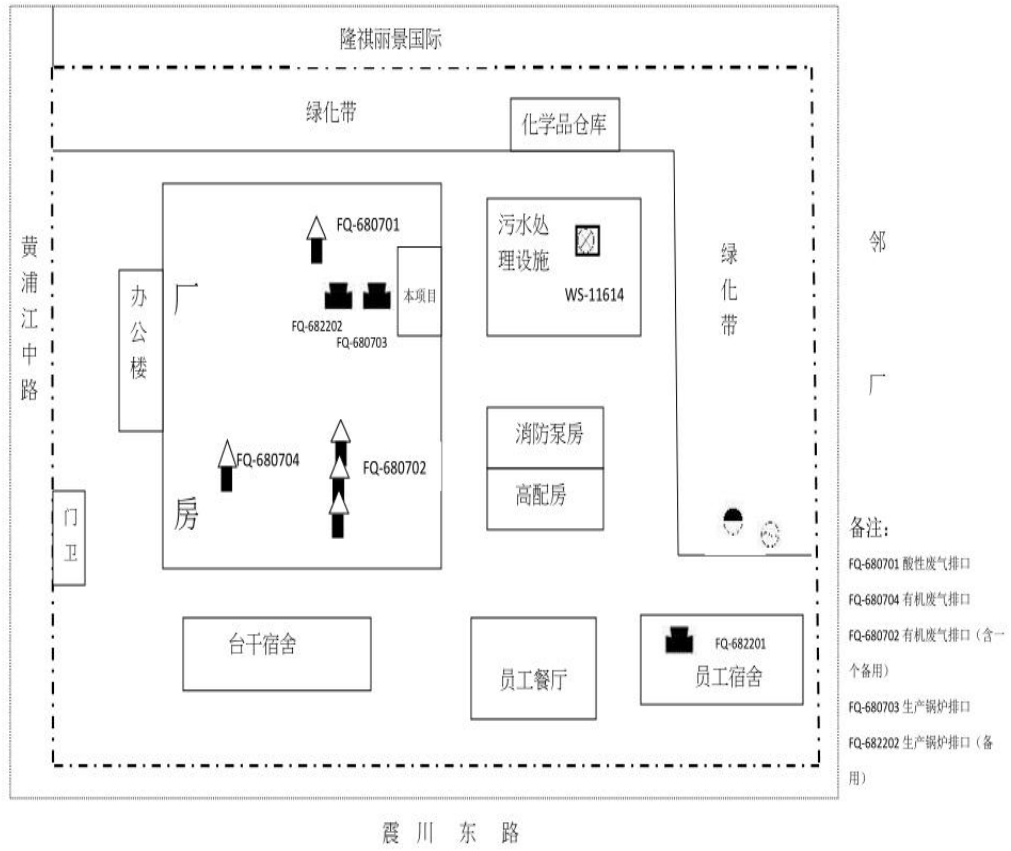 隆祺丽景国际
绿化带
化学品仓库
黄浦江中路
办公楼
厂房
FQ-680701
FQ-682202
FQ-680703
本项目
污水处
理设施
WS-11614
绿化带
邻厂
FQ-680704
FQ-680702
消防泵房
高配房
门卫
台干宿舍
员工餐厅
FQ-682201
员工宿舍
备注：
FQ-680701 酸性废气排口
FQ-680704 有机废气排口
FQ-680702 有机废气排口（含一
个备用）
FQ-680703 生产锅炉排口
FQ-682202 生产锅炉排口（备
用）
震川东路